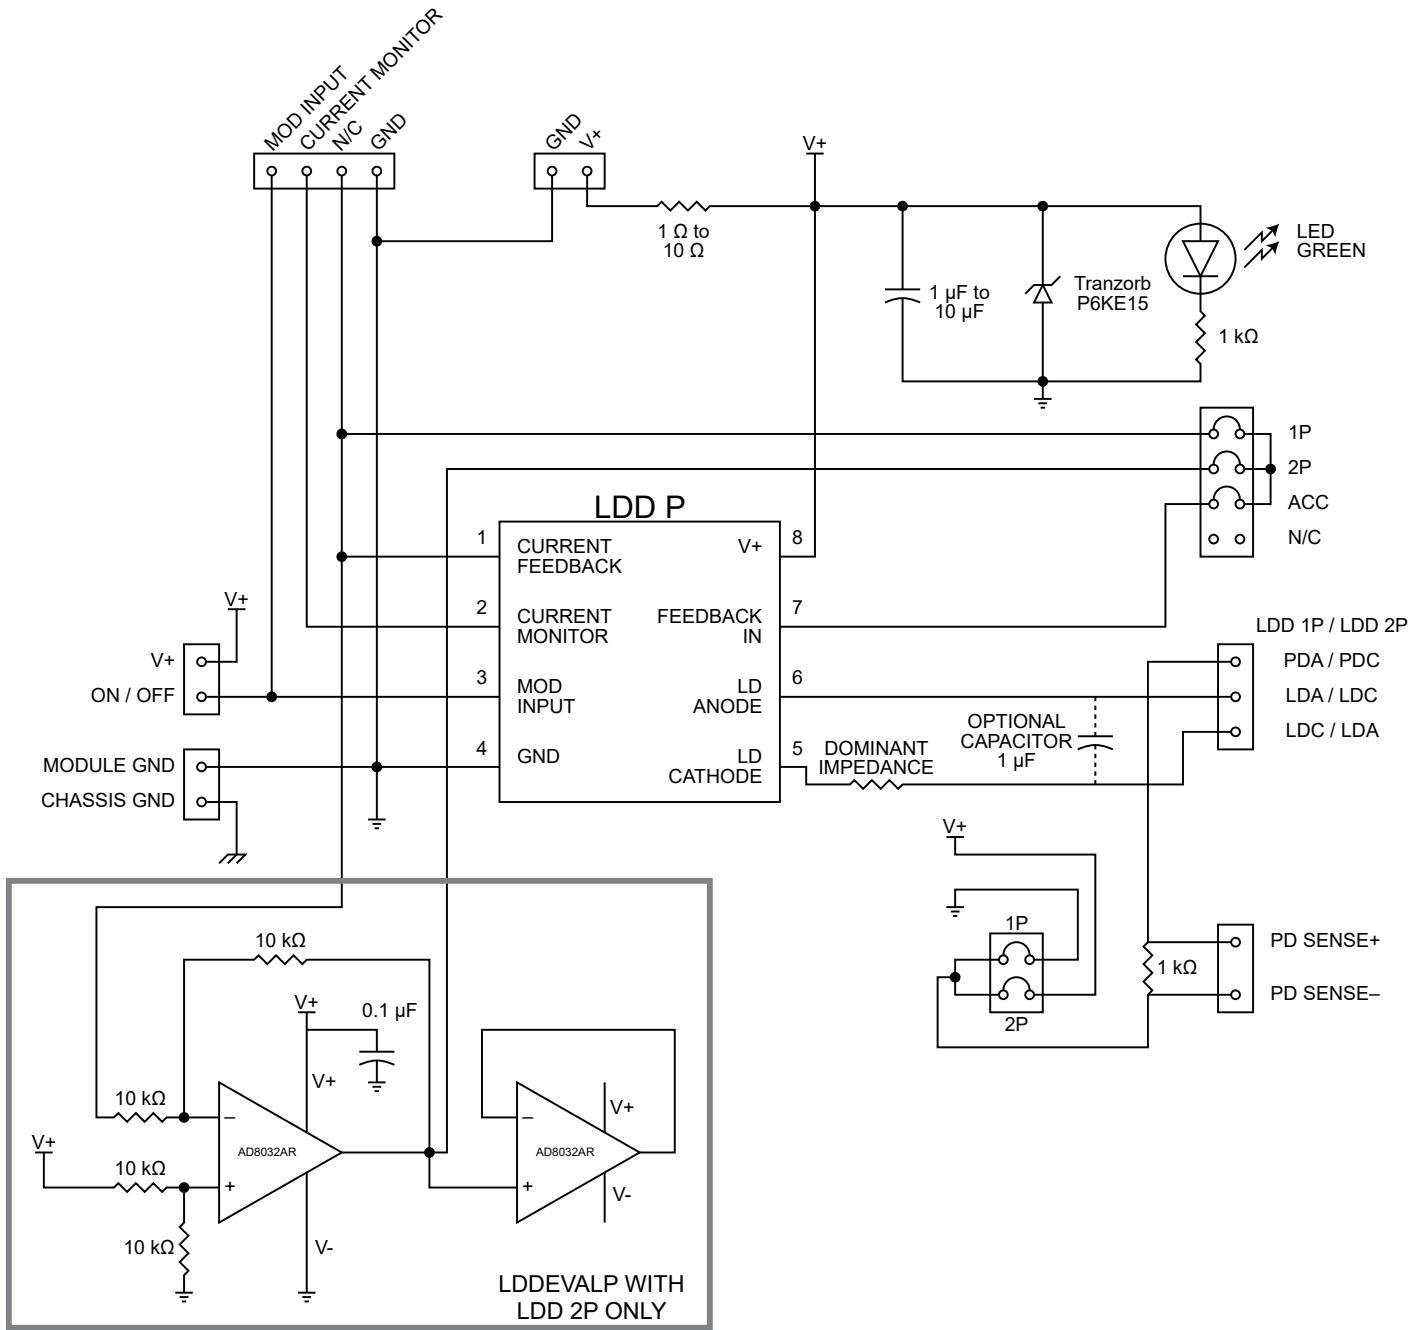 MOD INPUT
CURRENT MONITOR
N/C
GND
GND
V+
V+
1 Ω to
10 Ω
1 µF to
10 µF
Tranzorb
P6KE15
LED
GREEN
1 kΩ
1P
2P
ACC
N/C
LDD P
1
CURRENT
FEEDBACK
V+
8
2
CURRENT
MONITOR
FEEDBACK
IN
7
3
MOD
INPUT
LD
ANODE
6
4
GND
LD
CATHODE
5
V+
V+
ON / OFF
MODULE GND
CHASSIS GND
DOMINANT
IMPEDANCE
OPTIONAL
CAPACITOR
1 µF
LDD 1P / LDD 2P
PDA / PDC
LDA / LDC
LDC / LDA
V+
1P
2P
1 kΩ
PD SENSE+
PD SENSE–
10 kΩ
V+
0.1 µF
V+
10 kΩ
–
AD8032AR
+
V-
V+
10 kΩ
10 kΩ
V+
–
AD8032AR
+
V-
LDDEVALP WITH
LDD 2P ONLY